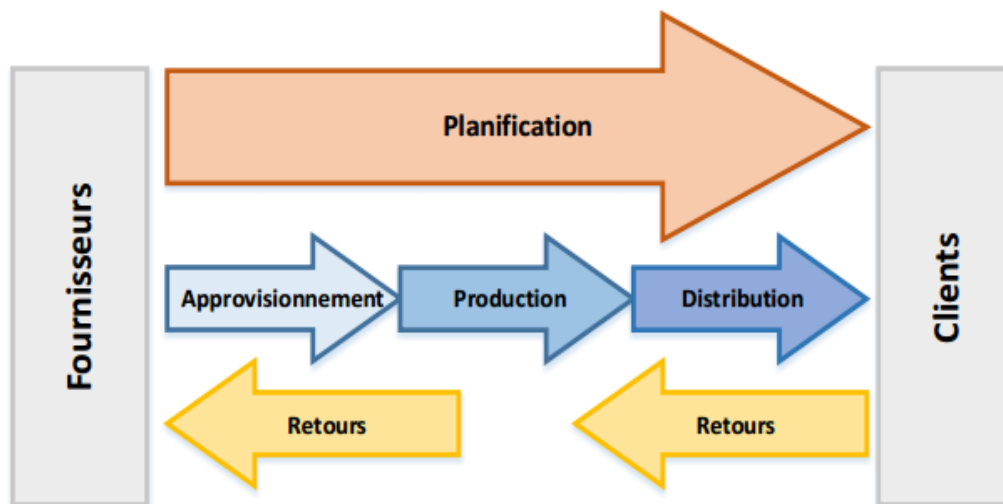 Fournisseurs
Planification
Approvisionnement
Production
Distribution
Retours
Retours
Clients